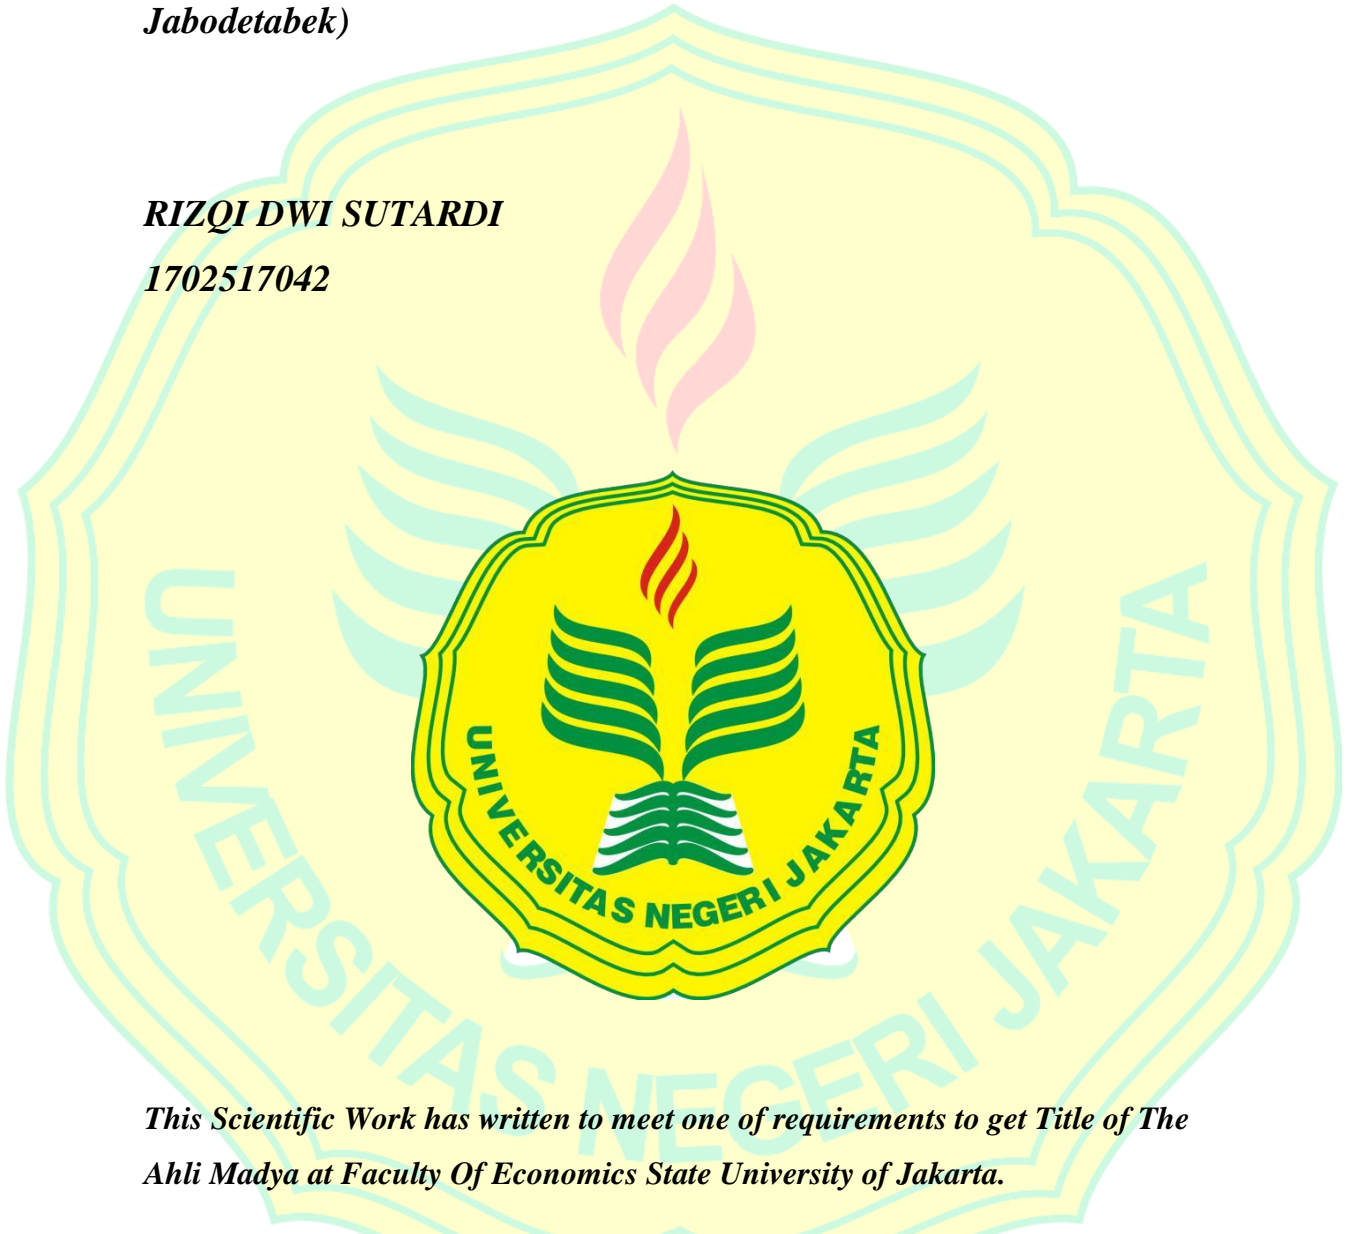 Jabodetabek)
RIZQI DWI SUTARDI
1702517042
UNIVERSITAS NEGERI JAKARTA
UNIVERSITAS NEGERI JAKARTA
This Scientific Work has written to meet one of requirements to get Title of The
Ahli Madya at Faculty Of Economics State University of Jakarta.